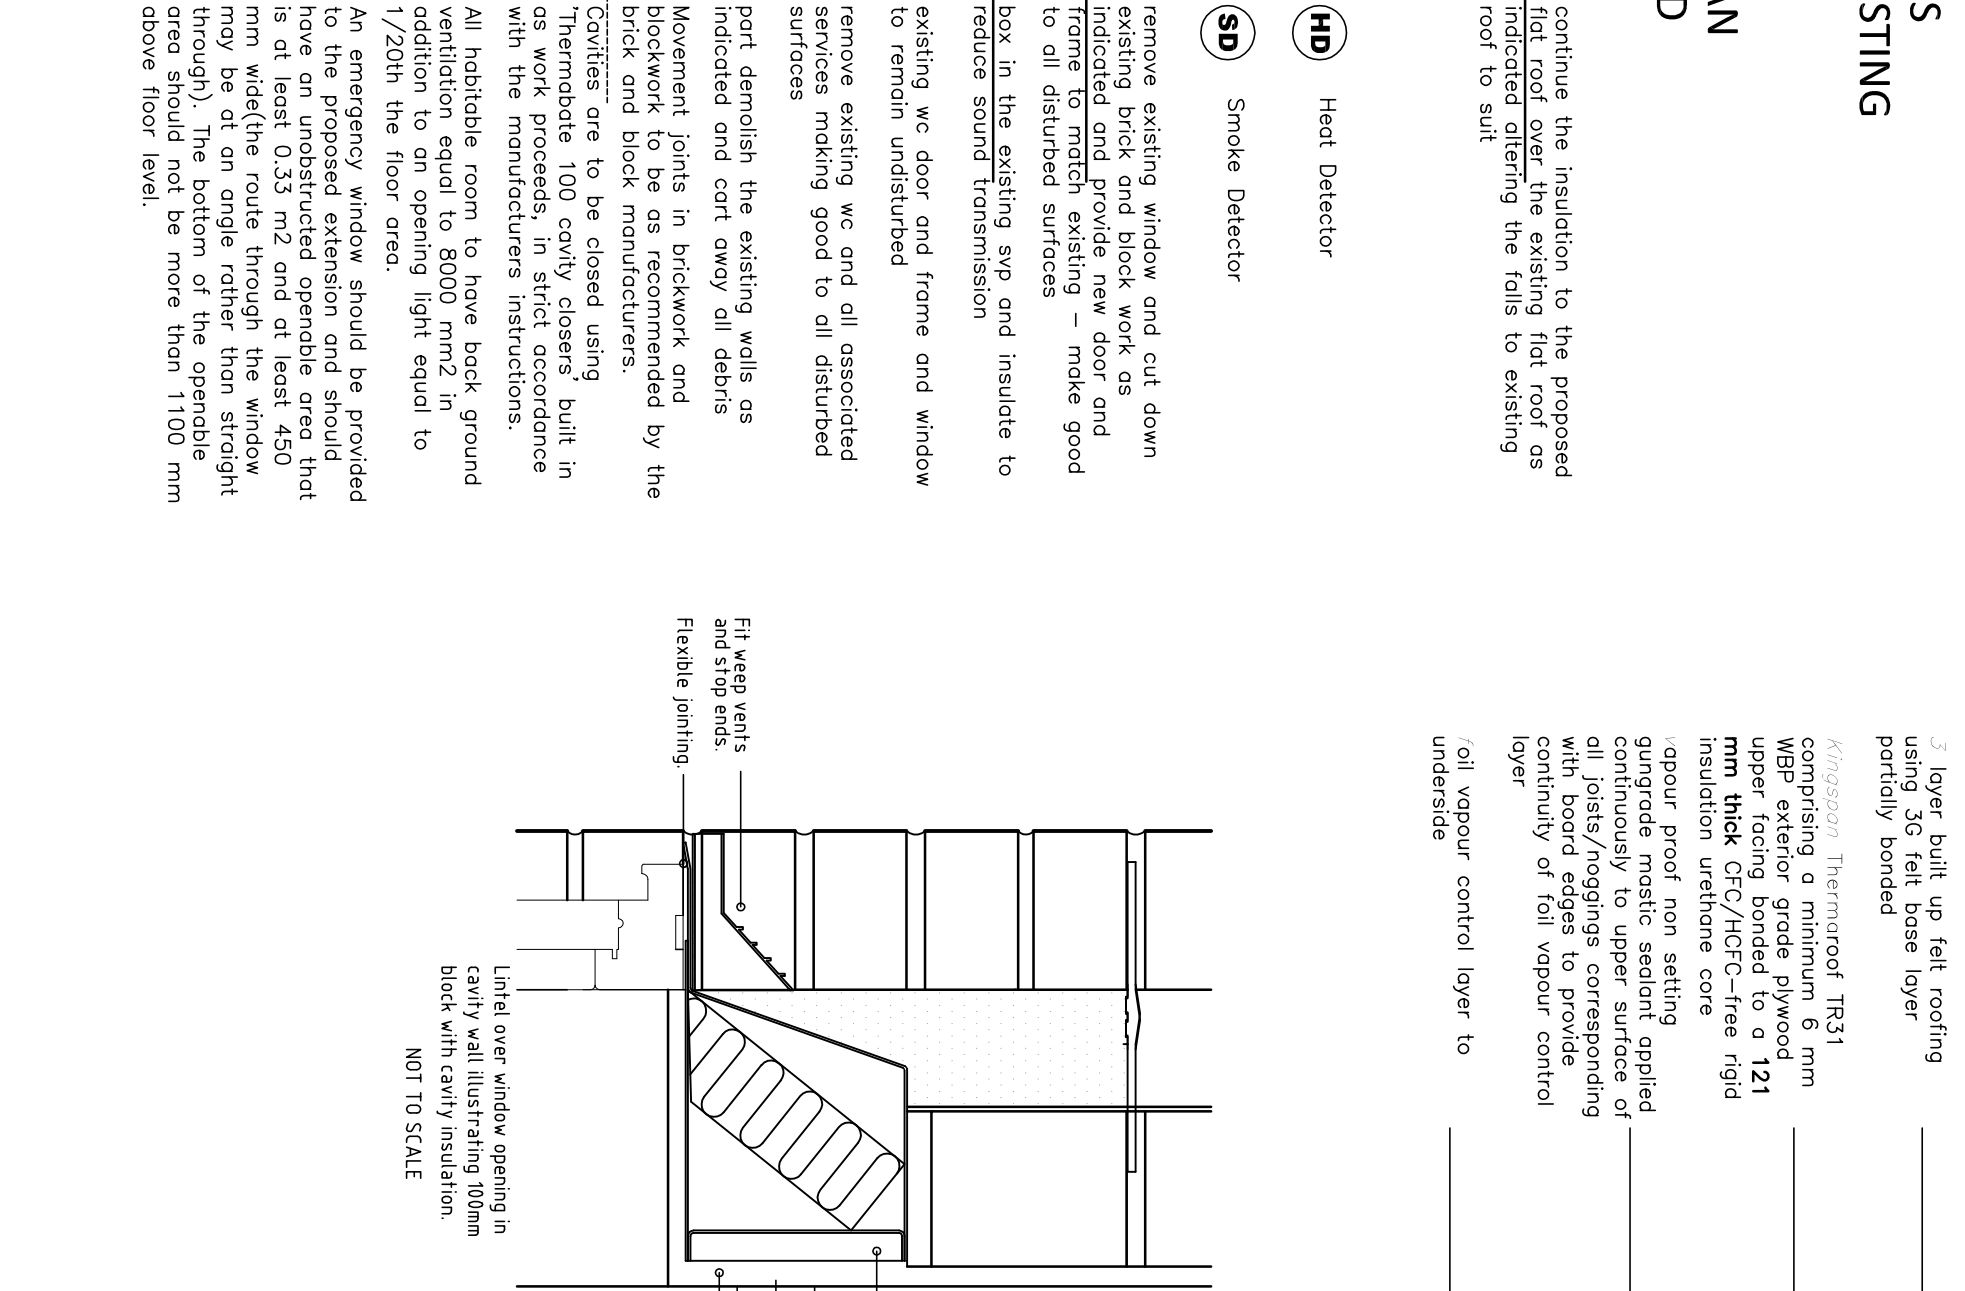 S
STING
AN
D
continue the insulation to the proposed
flat roof over the existing flat roof as
indicated altering the falls to existing
roof to suit
HD Heat Detector
SD Smoke Detector
remove existing window and cut down
existing brick and block work as
indicated and provide new door and
frame to match existing – make good
to all disturbed surfaces
box in the existing svp and insulate to
reduce sound transmission
existing wc door and frame and window
to remain undisturbed
remove existing wc and all associated
services making good to all disturbed
surfaces
part demolish the existing walls as
indicated and cart away all debris
Movement joints in brickwork and
blockwork to be as recommended by the
brick and block manufacturers.
Cavities are to be closed using
'Thermabate 100 cavity closers' built in
as work proceeds, in strict accordance
with the manufacturers instructions.
All habitable room to have back ground
ventilation equal to 8000 mm2 in
addition to an opening light equal to
1/20th the floor area.
An emergency window should be provided
to the proposed extension and should
have an unobstructed openable area that
is at least 0.33 m2 and at least 450
mm wide(the route through the window
may be at an angle rather than straight
through). The bottom of the openable
area should not be more than 1100 mm
above floor level.
3 layer built up felt roofing
using 3G felt base layer
partially bonded
Kingspan Thermaroof TR31
comprising a minimum 6 mm
WBP exterior grade plywood
upper facing bonded to a 121
mm thick CFC/HCFC–free rigid
insulation urethane core
vapour proof non setting
gungrade mastic sealant applied
continuously to upper surface of
all joists/noggings corresponding
with board edges to provide
continuity of foil vapour control
layer
foil vapour control layer to
underside
Fit weep vents
and stop ends.
Flexible jointing.
Lintel over window opening in
cavity wall illustrating 100mm
block with cavity insulation.
NOT TO SCALE